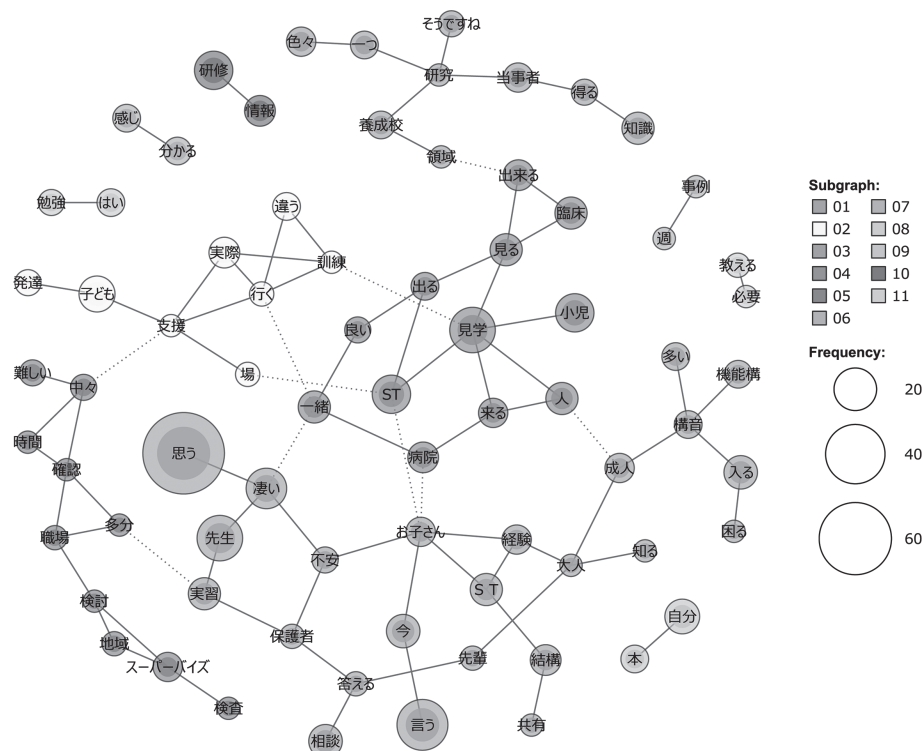 そうですね
色々
一つ
研究
当事者
得る
知識
研修
情報
養成校
感じ
分かる
領域
出来る
臨床
事例
週
勉強
はい
違う
実際
訓練
見る
教える
必要
発達
子ども
行く
出る
支援
良い
見学
小児
難しい
中々
場
一緒
ST
来る
人
多い
機能構
構音
時間
確認
思う
凄い
病院
成人
入る
困る
職場
多分
先生
お子さん
経験
大人
知る
不安
実習
ＳＴ
検討
地域
スーパーバイズ
検査
保護者
今
先輩
結構
自分
本
答える
相談
言う
共有
Subgraph:
01 07
02 08
03 09
04 10
05 11
06
Frequency:
20
40
60